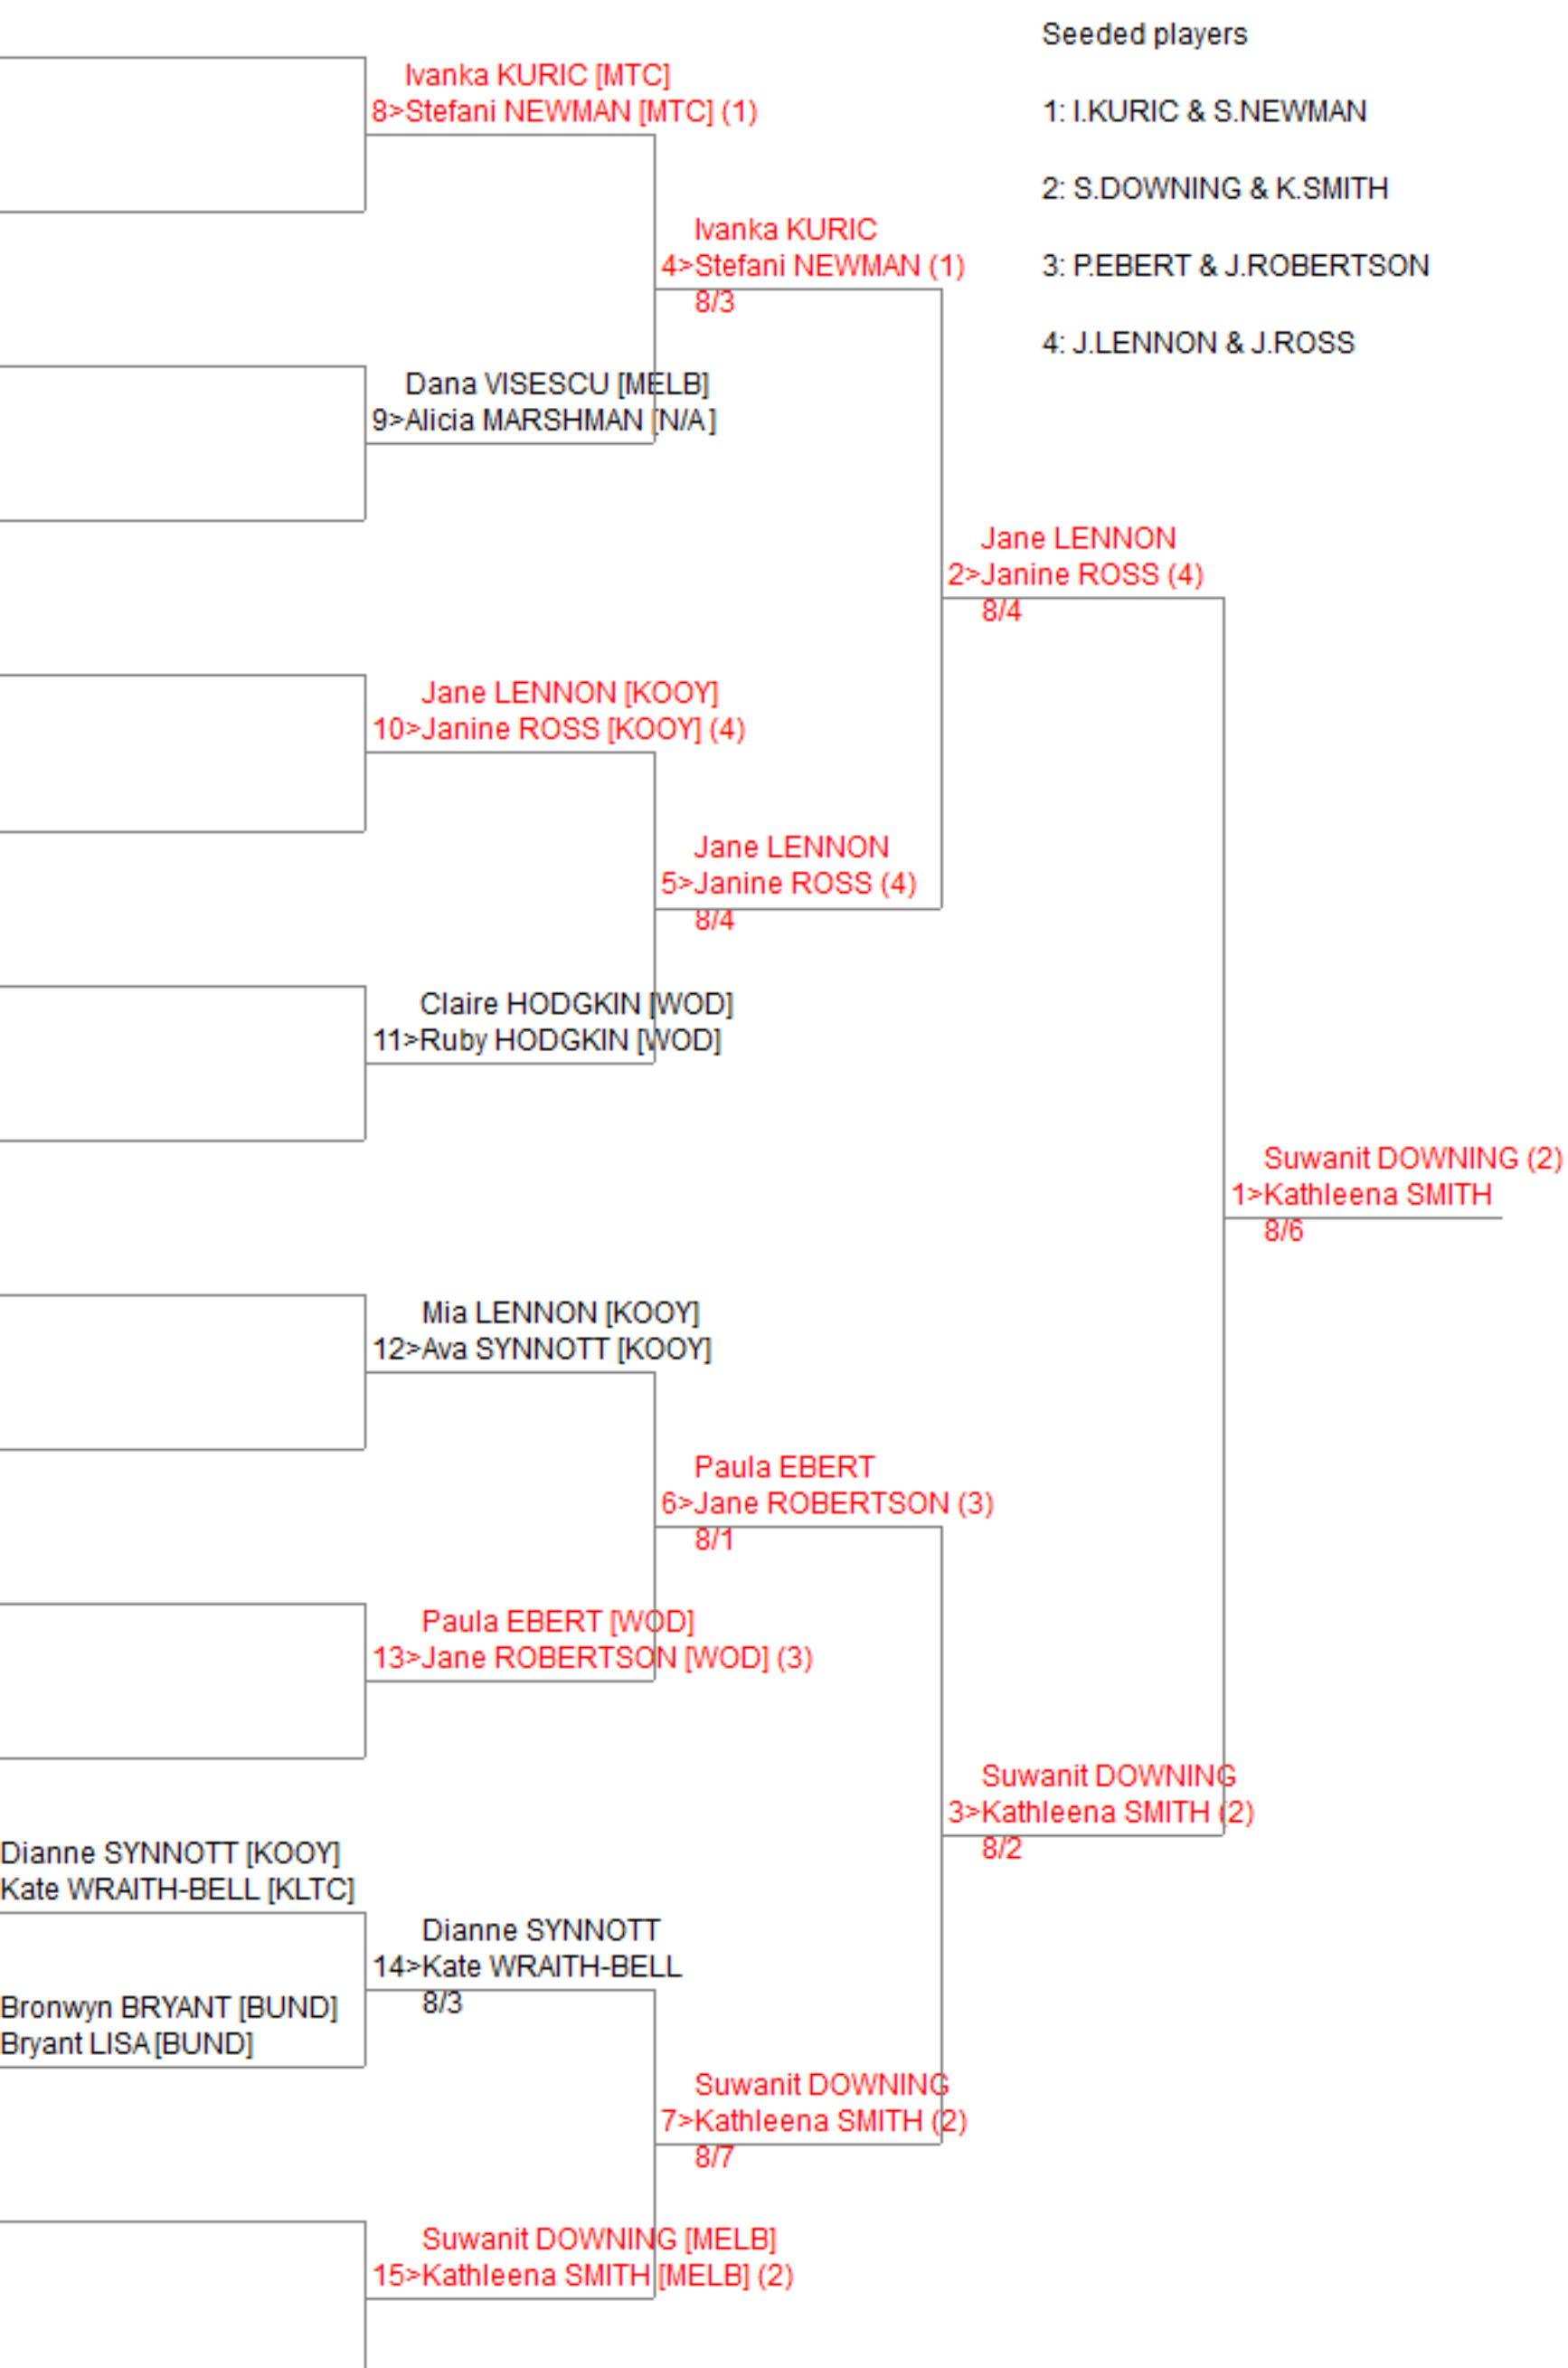 Seeded players
1: I.KURIC & S.NEWMAN
2: S.DOWNING & K.SMITH
3: P.EBERT & J.ROBERTSON
4: J.LENNON & J.ROSS
Ivanka KURIC [MTC]
8>Stefani NEWMAN [MTC] (1)
Ivanka KURIC
4>Stefani NEWMAN (1)
8/3
Dana VISESCU [MELB]
9>Alicia MARSHMAN [N/A]
Jane LENNON
2>Janine ROSS (4)
8/4
Jane LENNON [KOOY]
10>Janine ROSS [KOOY] (4)
Jane LENNON
5>Janine ROSS (4)
8/4
Claire HODGKIN [WOD]
11>Ruby HODGKIN [WOD]
Suwanit DOWNING (2)
1>Kathleena SMITH
8/6
Mia LENNON [KOOY]
12>Ava SYNNOTT [KOOY]
Paula EBERT
6>Jane ROBERTSON (3)
8/1
Paula EBERT [WOD]
13>Jane ROBERTSON [WOD] (3)
Suwanit DOWNING
3>Kathleena SMITH (2)
8/2
Dianne SYNNOTT [KOOY]
Kate WRAITH-BELL [KLTC]
Dianne SYNNOTT
14>Kate WRAITH-BELL
8/3
Bronwyn BRYANT [BUND]
Bryant LISA [BUND]
Suwanit DOWNING
7>Kathleena SMITH (2)
8/7
Suwanit DOWNING [MELB]
15>Kathleena SMITH [MELB] (2)